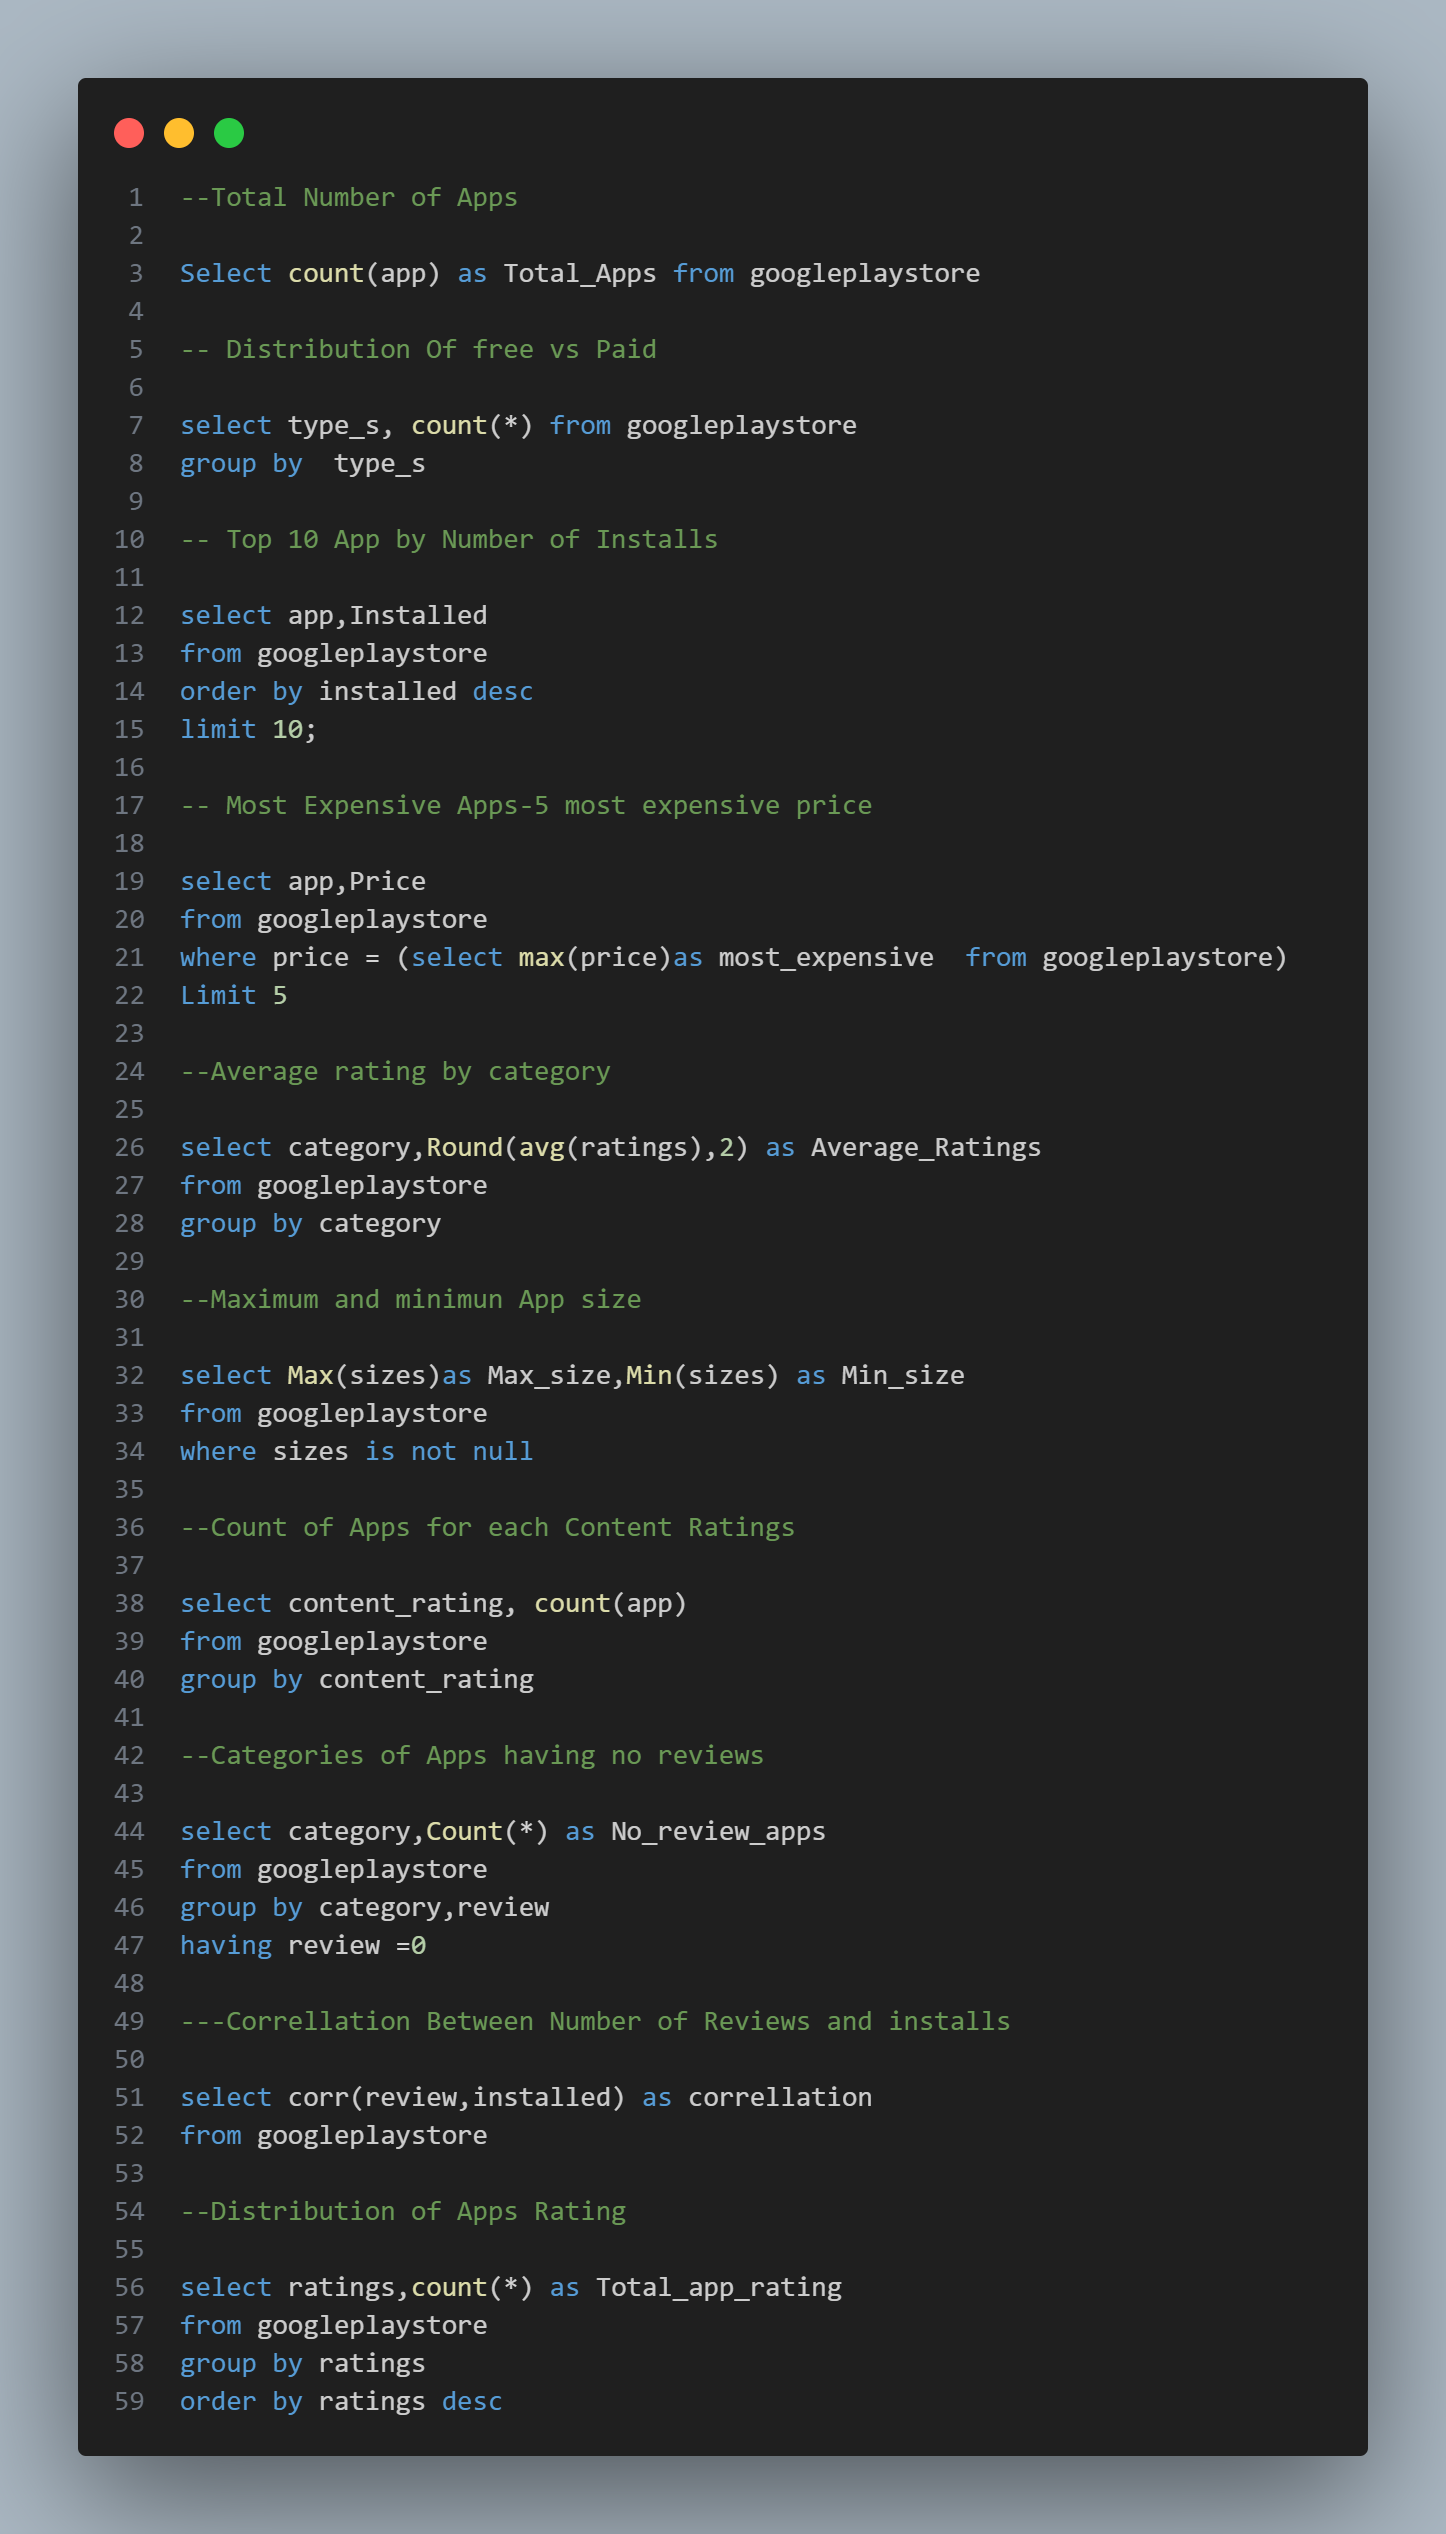 1 --Total Number of Apps
2
3 Select count(app) as Total_Apps from googleplaystore
4
5 -- Distribution Of free vs Paid
6
7 select type_s, count(*) from googleplaystore
8 group by  type_s
9
10 -- Top 10 App by Number of Installs
11
12 select app,Installed
13 from googleplaystore
14 order by installed desc
15 limit 10;
16
17 -- Most Expensive Apps-5 most expensive price
18
19 select app,Price
20 from googleplaystore
21 where price = (select max(price)as most_expensive  from googleplaystore)
22 Limit 5
23
24 --Average rating by category
25
26 select category,Round(avg(ratings),2) as Average_Ratings
27 from googleplaystore
28 group by category
29
30 --Maximum and minimun App size
31
32 select Max(sizes)as Max_size,Min(sizes) as Min_size
33 from googleplaystore
34 where sizes is not null
35
36 --Count of Apps for each Content Ratings
37
38 select content_rating, count(app)
39 from googleplaystore
40 group by content_rating
41
42 --Categories of Apps having no reviews
43
44 select category,Count(*) as No_review_apps
45 from googleplaystore
46 group by category,review
47 having review =0
48
49 ---Correllation Between Number of Reviews and installs
50
51 select corr(review,installed) as correllation
52 from googleplaystore
53
54 --Distribution of Apps Rating
55
56 select ratings,count(*) as Total_app_rating
57 from googleplaystore
58 group by ratings
59 order by ratings desc